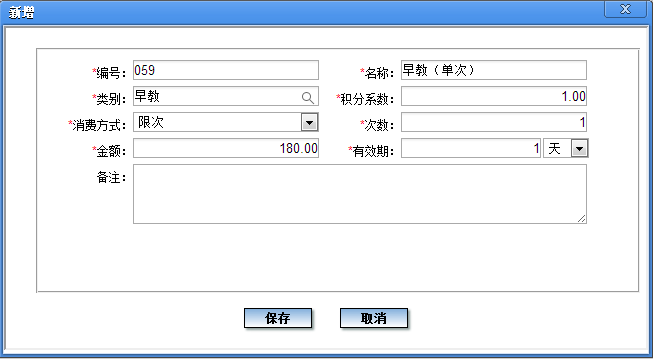 新增
*编号：059 *名称：早教（单次）
*类别：早教 *积分系数：1.00
*消费方式：限次 *次数：1
*金额：180.00 *有效期：1 天
备注：
保存 取消